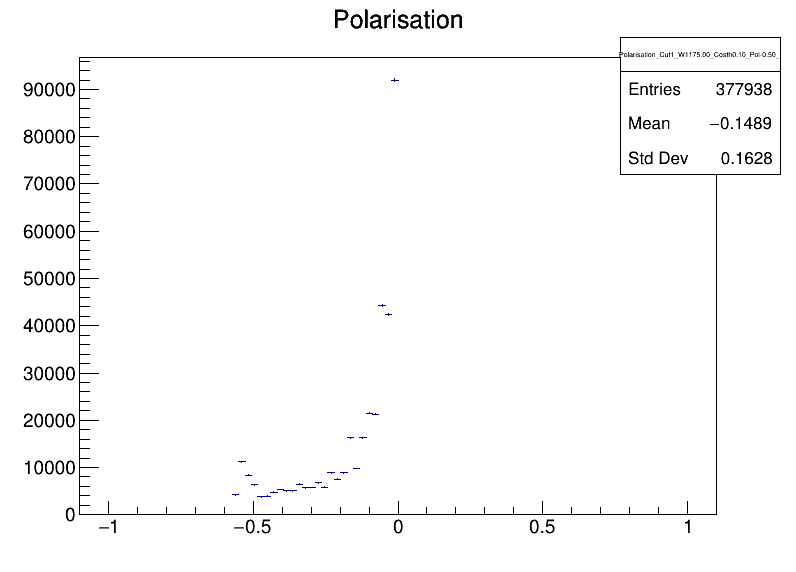 Polarisation
Polarisation_Cut1_W1175.00_Costh0.10_Pol-0.50_
Entries 377938
Mean −0.1489
Std Dev 0.1628
90000
80000
70000
60000
50000
40000
30000
20000
10000
0
−1 −0.5 0 0.5 1